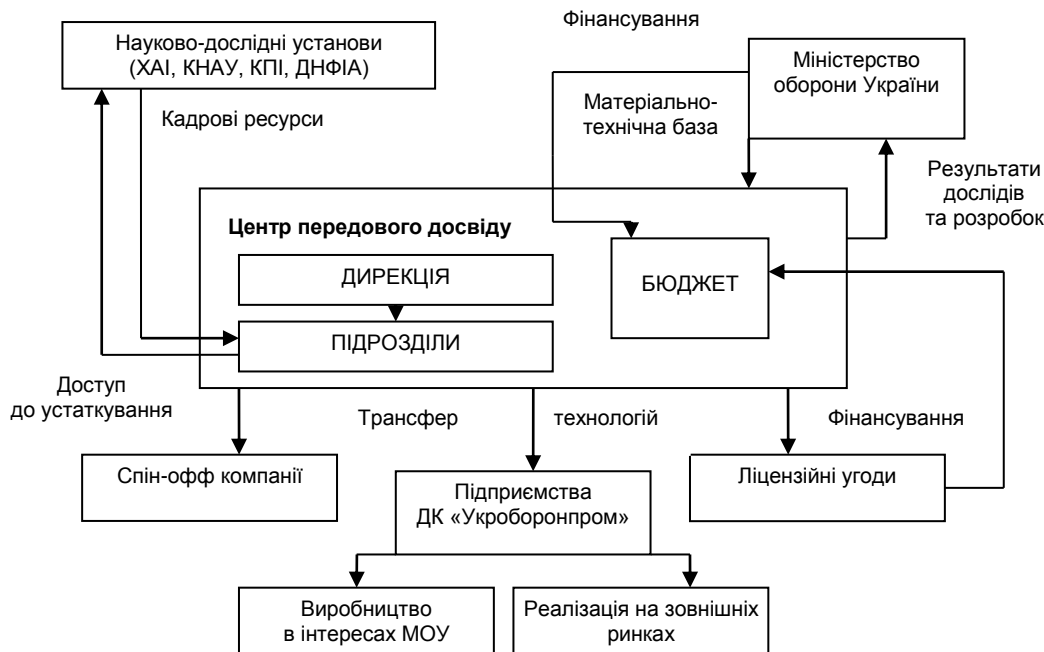 Фінансування
Науково-дослідні установи
(ХАІ, КНАУ, КПІ, ДНФІА)
Міністерство
оборони України
Кадрові ресурси
Матеріально-
технічна база
Результати
дослідів
та розробок
Центр передового досвіду
ДИРЕКЦІЯ
БЮДЖЕТ
ПІДРОЗДІЛИ
Доступ
до устаткування
Трансфер технологій
Фінансування
Спін-офф компанії
Підприємства
ДК «Укроборонпром»
Ліцензійні угоди
Виробництво
в інтересах МОУ
Реалізація на зовнішніх
ринках